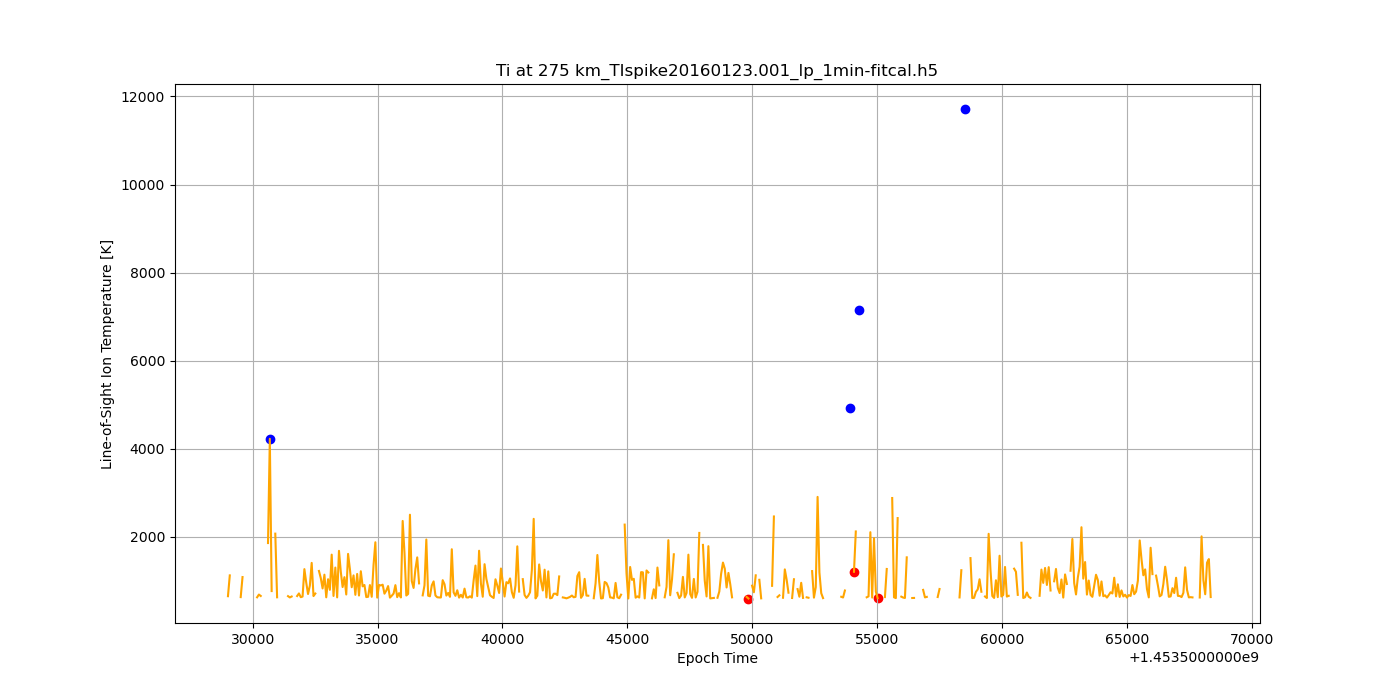 Ti at 275 km_TIspike20160123.001_lp_1min-fitcal.h5
Line-of-Sight Ion Temperature [K]
12000
10000
8000
6000
4000
2000
30000 35000 40000 45000 50000 55000 60000 65000 70000
Epoch Time
+1.4535000000e9